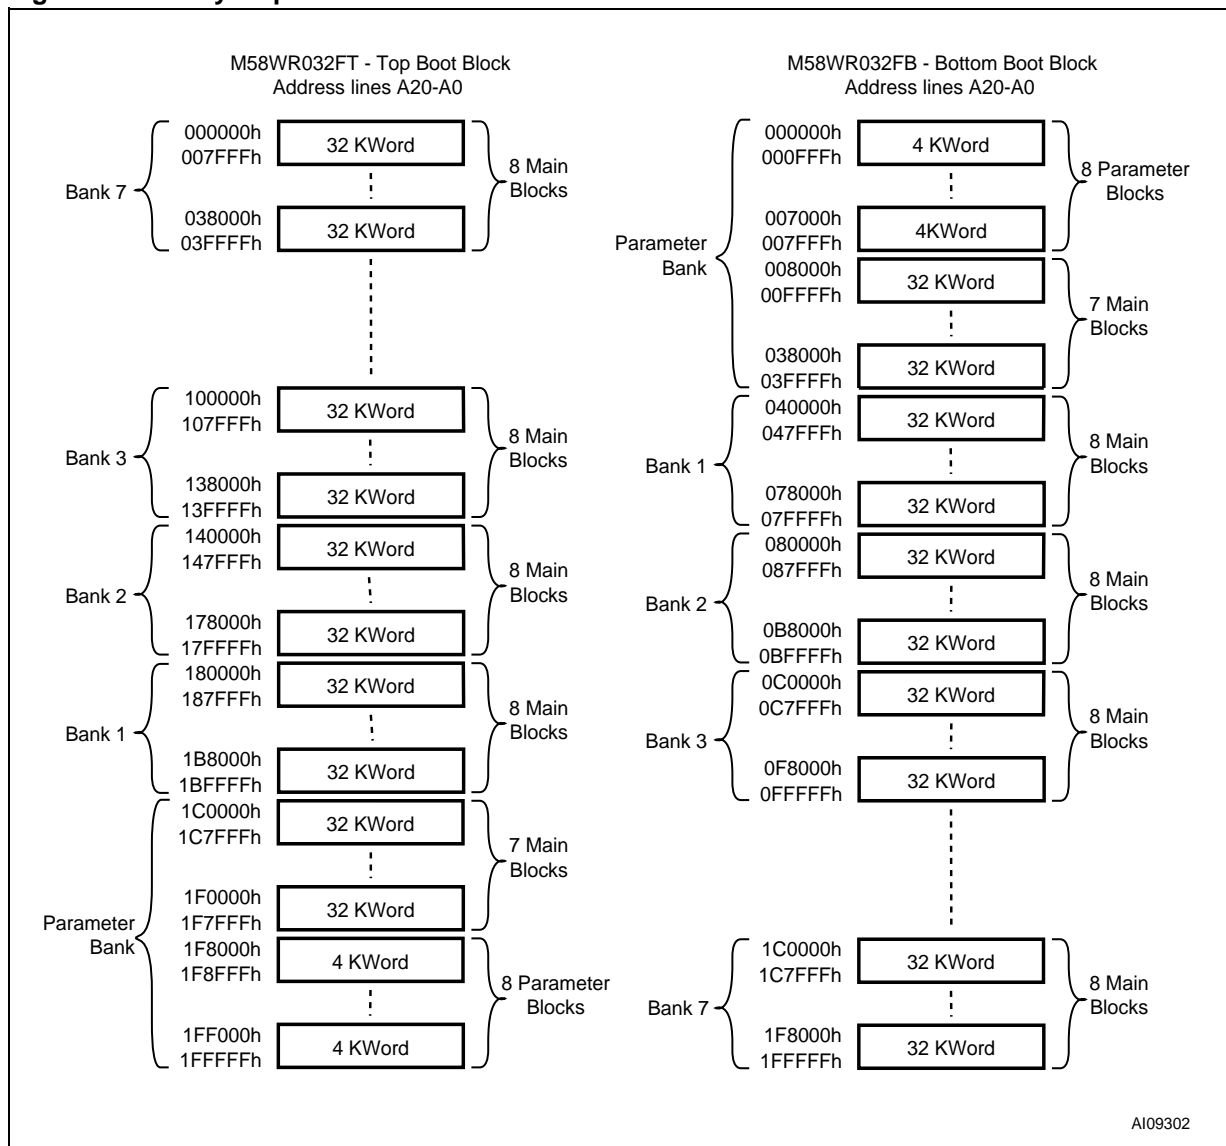 M58WR032FT - Top Boot Block
Address lines A20-A0
Bank 7
000000h
007FFFh
32 KWord
038000h
03FFFFh
32 KWord
8 Main
Blocks
Bank 3
100000h
107FFFh
32 KWord
138000h
13FFFFh
32 KWord
8 Main
Blocks
Bank 2
140000h
147FFFh
32 KWord
178000h
17FFFFh
32 KWord
8 Main
Blocks
Bank 1
180000h
187FFFh
32 KWord
1B8000h
1BFFFFh
32 KWord
8 Main
Blocks
Parameter
Bank
1C0000h
1C7FFFh
32 KWord
1F0000h
1F7FFFh
32 KWord
7 Main
Blocks
1F8000h
1F8FFFh
4 KWord
1FF000h
1FFFFFh
4 KWord
8 Parameter
Blocks
M58WR032FB - Bottom Boot Block
Address lines A20-A0
Parameter
Bank
000000h
000FFFh
4 KWord
007000h
007FFFh
4KWord
8 Parameter
Blocks
008000h
00FFFFh
32 KWord
038000h
03FFFFh
32 KWord
7 Main
Blocks
Bank 1
040000h
047FFFh
32 KWord
078000h
07FFFFh
32 KWord
8 Main
Blocks
Bank 2
080000h
087FFFh
32 KWord
0B8000h
0BFFFFh
32 KWord
8 Main
Blocks
Bank 3
0C0000h
0C7FFFh
32 KWord
0F8000h
0FFFFFh
32 KWord
8 Main
Blocks
Bank 7
1C0000h
1C7FFFh
32 KWord
1F8000h
1FFFFFh
32 KWord
8 Main
Blocks
AI09302